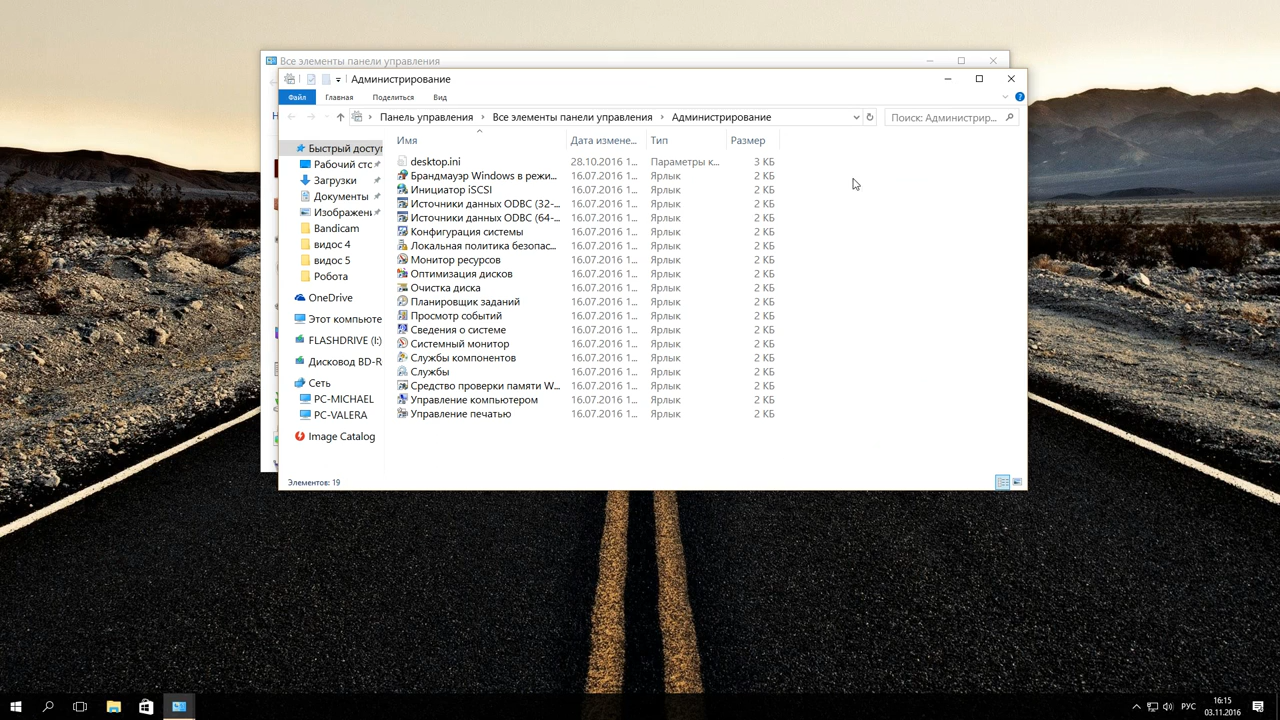 Все элементы панели управления
Администрирование
Файл Главная Поделиться Вид
Панель управления Все элементы панели управления Администрирование Поиск: Администрир...
Имя Дата измене... Тип Размер
Быстрый доступ
Рабочий сто
Загрузки
Документы
Изображени
Bandicam
видос 4
видос 5
Робота
OneDrive
Этот компьюте
FLASHDRIVE (I:)
Дисковод BD-R
Сеть
PC-MICHAEL
PC-VALERA
Image Catalog
desktop.ini 28.10.2016 1... Параметры к... 3 КБ
Брандмауэр Windows в режи... 16.07.2016 1... Ярлык 2 КБ
Инициатор iSCSI 16.07.2016 1... Ярлык 2 КБ
Источники данных ODBC (32-... 16.07.2016 1... Ярлык 2 КБ
Источники данных ODBC (64-... 16.07.2016 1... Ярлык 2 КБ
Конфигурация системы 16.07.2016 1... Ярлык 2 КБ
Локальная политика безопас... 16.07.2016 1... Ярлык 2 КБ
Монитор ресурсов 16.07.2016 1... Ярлык 2 КБ
Оптимизация дисков 16.07.2016 1... Ярлык 2 КБ
Очистка диска 16.07.2016 1... Ярлык 2 КБ
Планировщик заданий 16.07.2016 1... Ярлык 2 КБ
Просмотр событий 16.07.2016 1... Ярлык 2 КБ
Сведения о системе 16.07.2016 1... Ярлык 2 КБ
Системный монитор 16.07.2016 1... Ярлык 2 КБ
Службы компонентов 16.07.2016 1... Ярлык 2 КБ
Службы 16.07.2016 1... Ярлык 2 КБ
Средство проверки памяти W... 16.07.2016 1... Ярлык 2 КБ
Управление компьютером 16.07.2016 1... Ярлык 2 КБ
Управление печатью 16.07.2016 1... Ярлык 2 КБ
Элементов: 19
РУС
16:15
03.11.2016